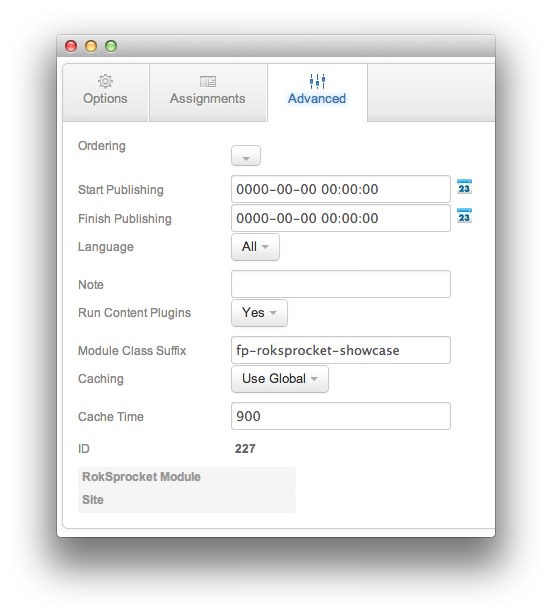 Options Assignments Advanced
Ordering
Start Publishing 0000-00-00 00:00:00 23
Finish Publishing 0000-00-00 00:00:00 23
Language All
Note
Run Content Plugins Yes
Module Class Suffix fp-roksprocket-showcase
Caching Use Global
Cache Time 900
ID 227
RokSprocket Module
Site